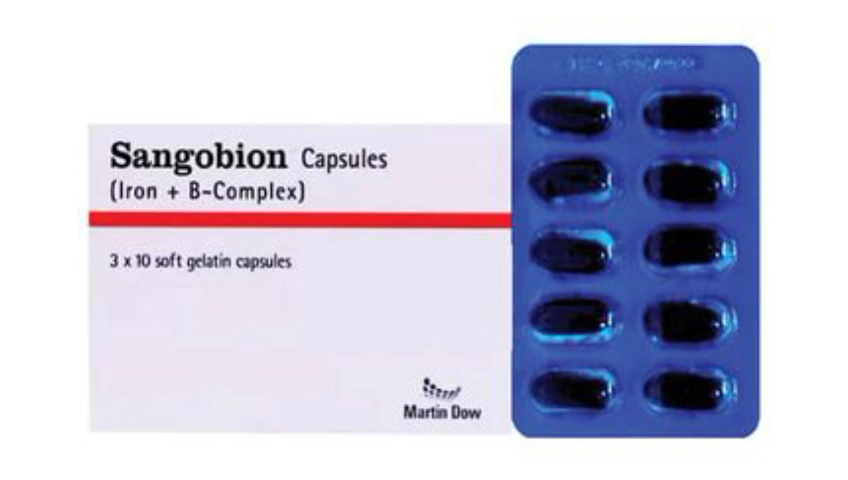 Sangobion Capsules
(Iron + B-Complex)
3 x 10 soft gelatin capsules
Martin Dow